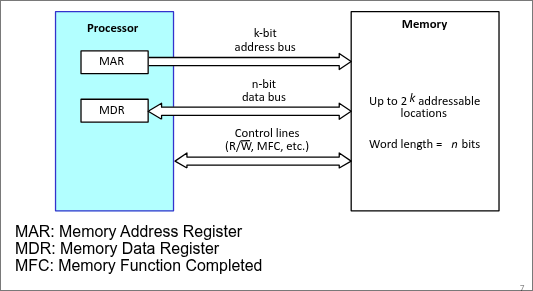 Processor
Memory
k-bit
address bus
MAR
n-bit
data bus
MDR
Up to 2 k addressable
locations
Control lines
(R/W̅, MFC, etc.)
Word length = n bits
MAR: Memory Address Register
MDR: Memory Data Register
MFC: Memory Function Completed
7